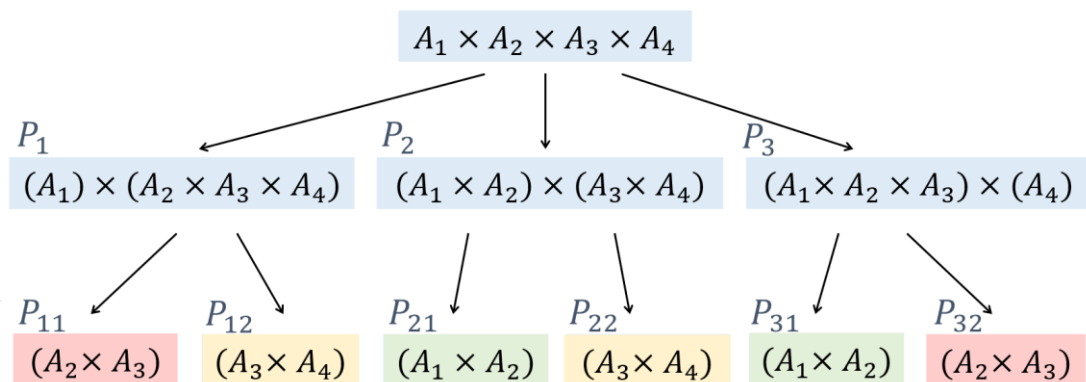 A₁ × A₂ × A₃ × A₄
P₁ P₂ P₃
(A₁) × (A₂ × A₃ × A₄) (A₁ × A₂) × (A₃× A₄) (A₁× A₂ × A₃) × (A₄)
P₁₁ P₁₂ P₂₁ P₂₂ P₃₁ P₃₂
(A₂× A₃) (A₃× A₄) (A₁ × A₂) (A₃× A₄) (A₁× A₂) (A₂× A₃)